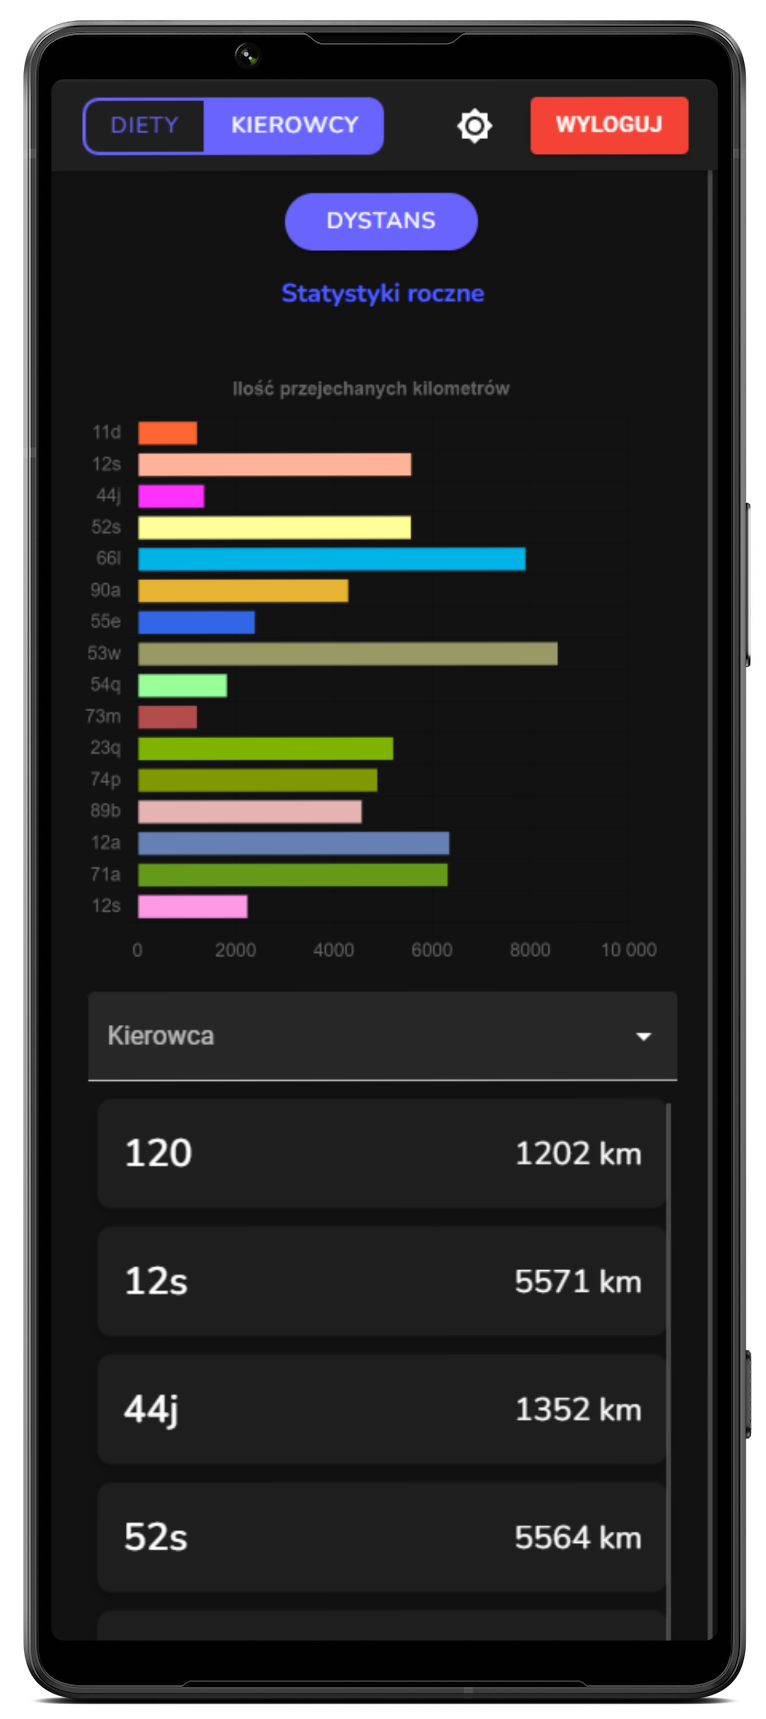 DIETY KIEROWCY WYLOGUJ
DYSTANS
Statystyki roczne
Ilość przejechanych kilometrów
11d
12s
44j
52s
66l
90a
55e
53w
54q
73m
23q
74p
89b
12a
71a
12s
0 2000 4000 6000 8000 10 000
Kierowca
120 1202 km
12s 5571 km
44j 1352 km
52s 5564 km